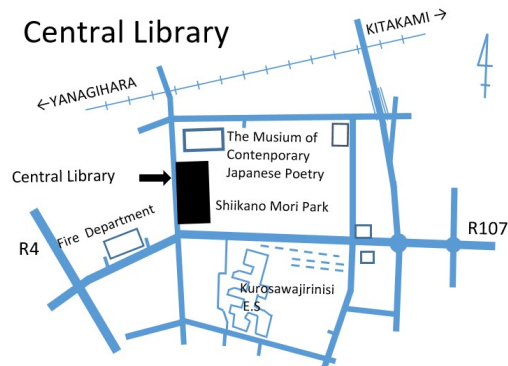 Central Library
KITAKAMI →
←YANAGIHARA
The Musium of
Contenporary
Japanese Poetry
Central Library
Shiikano Mori Park
Fire Department
R4
R107
Kurosawajirinisi
E.S